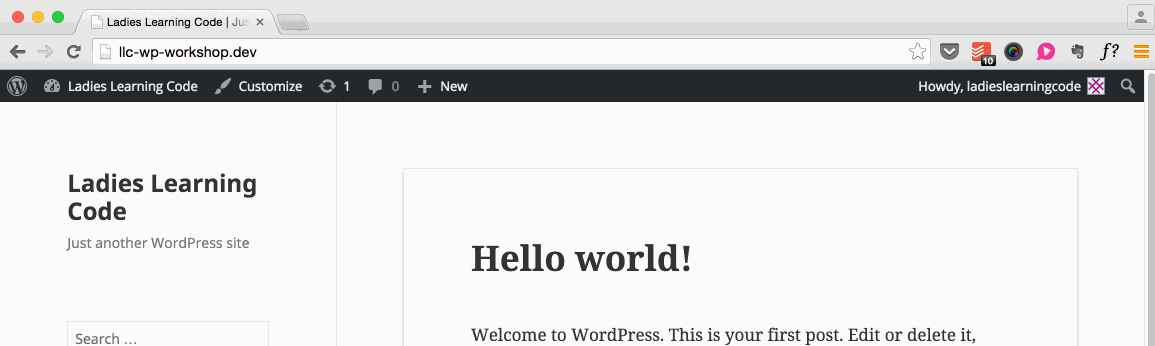 Ladies Learning Code | Jus
llc-wp-workshop.dev
10
f?
Ladies Learning Code Customize 1 0 New Howdy, ladieslearningcode
Ladies Learning
Code
Just another WordPress site
Search …
Hello world!
Welcome to WordPress. This is your first post. Edit or delete it,